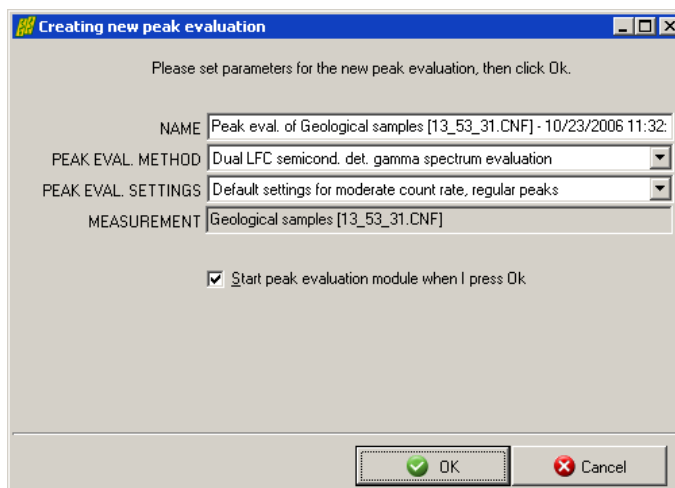 Creating new peak evaluation
Please set parameters for the new peak evaluation, then click Ok.
NAME Peak eval. of Geological samples [13_53_31.CNF] - 10/23/2006 11:32:
PEAK EVAL. METHOD Dual LFC semicond. det. gamma spectrum evaluation
PEAK EVAL. SETTINGS Default settings for moderate count rate, regular peaks
MEASUREMENT Geological samples [13_53_31.CNF]
Start peak evaluation module when I press Ok
OK Cancel